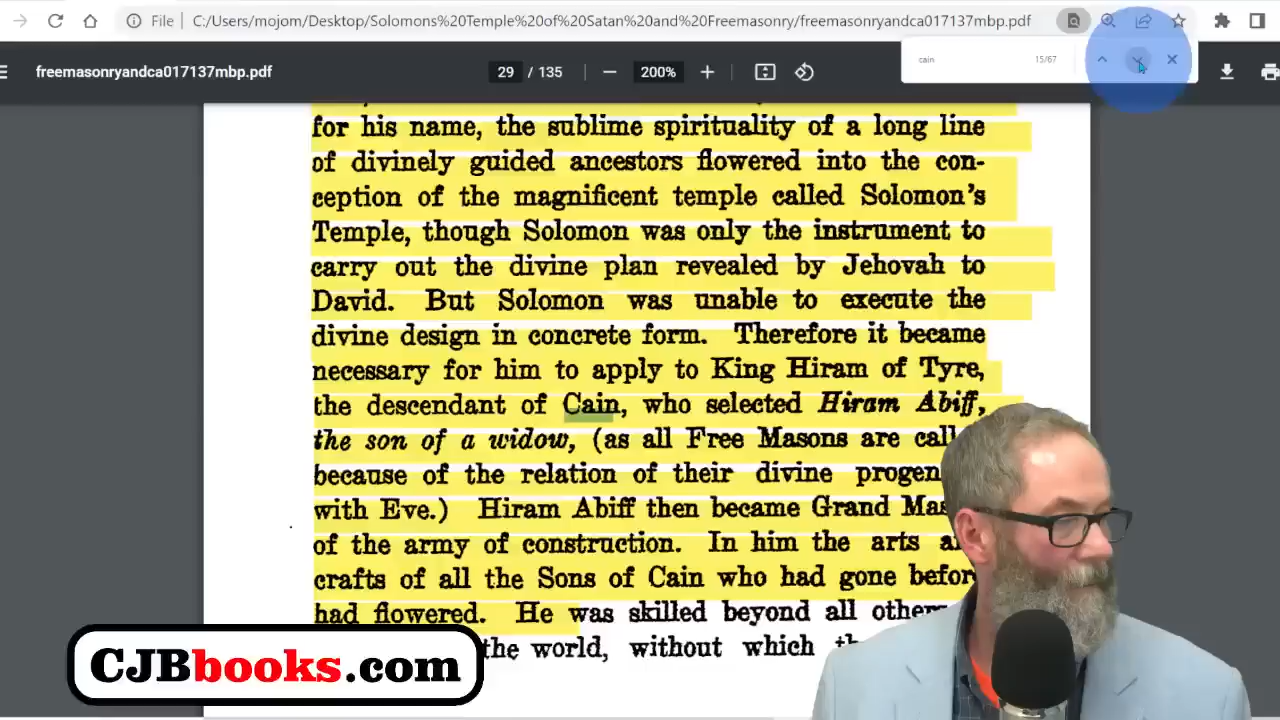 File C:/Users/mojom/Desktop/Solomons%20Temple%20of%20Satan%20and%20Freemasonry/freemasonryandca017137mbp.pdf
cain 15/67
freemasonryandca017137mbp.pdf 29 / 135 200%
for his name, the sublime spirituality of a long line
of divinely guided ancestors flowered into the con-
ception of the magnificent temple called Solomon's
Temple, though Solomon was only the instrument to
carry out the divine plan revealed by Jehovah to
David. But Solomon was unable to execute the
divine design in concrete form. Therefore it became
necessary for him to apply to King Hiram of Tyre,
the descendant of Cain, who selected Hiram Abiff,
the son of a widow, (as all Free Masons are calle
because of the relation of their divine progen
with Eve.) Hiram Abiff then became Grand Mas
of the army of construction. In him the arts a
crafts of all the Sons of Cain who had gone befor
had flowered. He was skilled beyond all other
the world, without which
CJBbooks.com